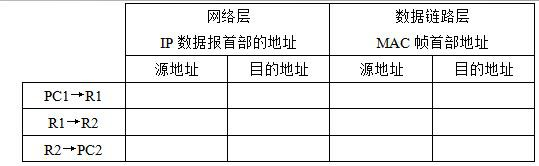 网络层 数据链路层
IP 数据报首部的地址 MAC 帧首部地址
源地址 目的地址 源地址 目的地址
PC1→R1
R1→R2
R2→PC2